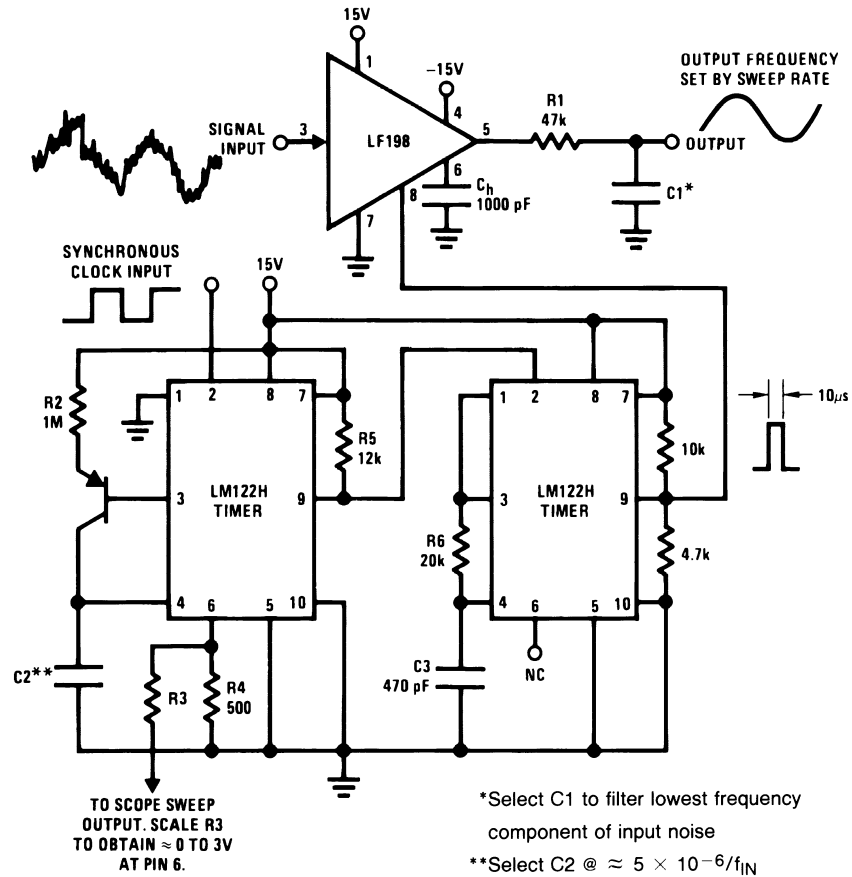 15V
1
-15V
4
OUTPUT FREQUENCY
SET BY SWEEP RATE
R1
47k
SIGNAL
INPUT
3
LF198
5
OUTPUT
6
8
Ch
1000 pF
C1*
7
SYNCHRONOUS
CLOCK INPUT
15V
R2
1M
1
2
8
7
R5
12k
3
LM122H
TIMER
9
4
6
5
10
C2**
R3
R4
500
1
2
8
7
10k
10μs
3
LM122H
TIMER
9
R6
20k
4.7k
4
6
5
10
C3
470 pF
NC
TO SCOPE SWEEP
OUTPUT. SCALE R3
TO OBTAIN ≈ 0 TO 3V
AT PIN 6.
*Select C1 to filter lowest frequency
component of input noise
**Select C2 @ ≈ 5 × 10−6/fIN